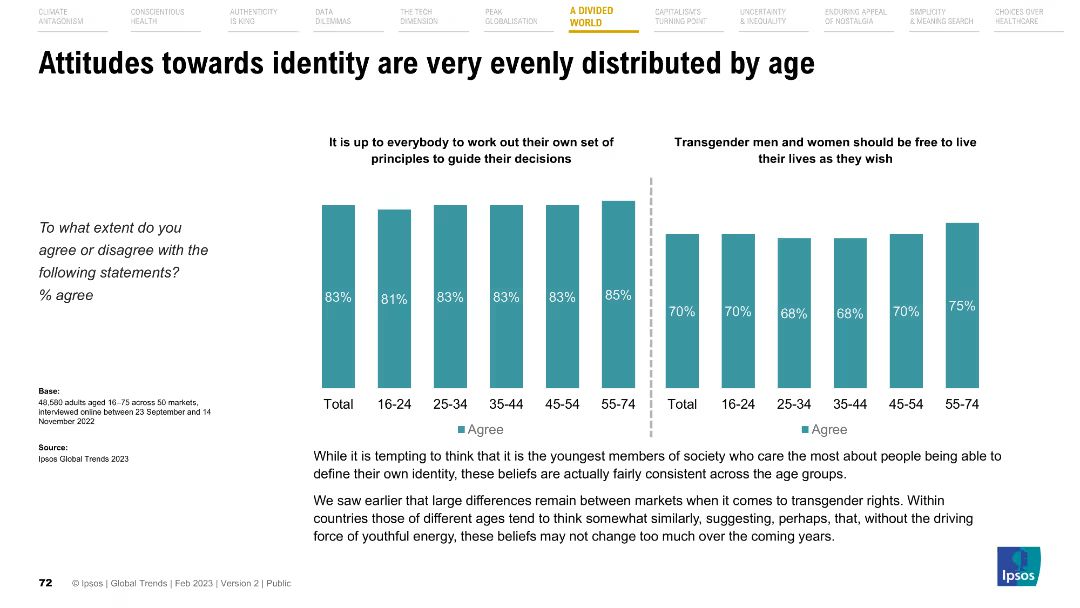 CLIMATE
ANTAGONISM
CONSCIENTIOUS
HEALTH
AUTHENTICITY
IS KING
DATA
DILEMMAS
THE TECH
DIMENSION
PEAK
GLOBALISATION
A DIVIDED
WORLD
CAPITALISM'S
TURNING POINT
UNCERTAINTY
& INEQUALITY
ENDURING APPEAL
OF NOSTALGIA
SIMPLICITY
& MEANING SEARCH
CHOICES OVER
HEALTHCARE
Attitudes towards identity are very evenly distributed by age
To what extent do you
agree or disagree with the
following statements?
% agree
Base:
48,580 adults aged 16–75 across 50 markets,
interviewed online between 23 September and 14
November 2022
Source:
Ipsos Global Trends 2023
It is up to everybody to work out their own set of
principles to guide their decisions
83% 81% 83% 83% 83% 85%
Total 16-24 25-34 35-44 45-54 55-74
Agree
Transgender men and women should be free to live
their lives as they wish
70% 70% 68% 68% 70% 75%
Total 16-24 25-34 35-44 45-54 55-74
Agree
While it is tempting to think that it is the youngest members of society who care the most about people being able to
define their own identity, these beliefs are actually fairly consistent across the age groups.
We saw earlier that large differences remain between markets when it comes to transgender rights. Within
countries those of different ages tend to think somewhat similarly, suggesting, perhaps, that, without the driving
force of youthful energy, these beliefs may not change too much over the coming years.
72 © Ipsos | Global Trends | Feb 2023 | Version 2 | Public
Ipsos